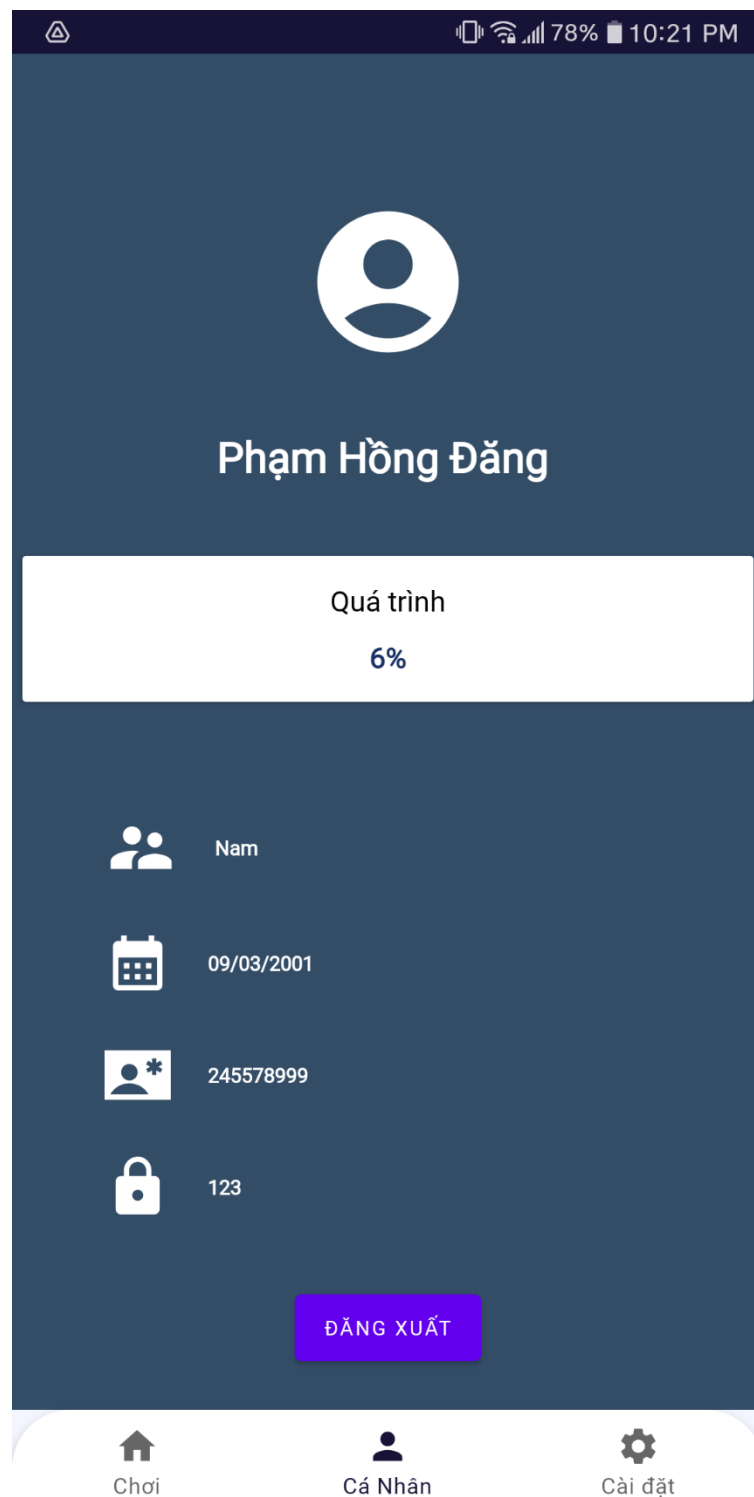 78% 10:21 PM
Phạm Hồng Đăng
Quá trình
6%
Nam
09/03/2001
245578999
123
ĐĂNG XUẤT
Chơi Cá Nhân Cài đặt